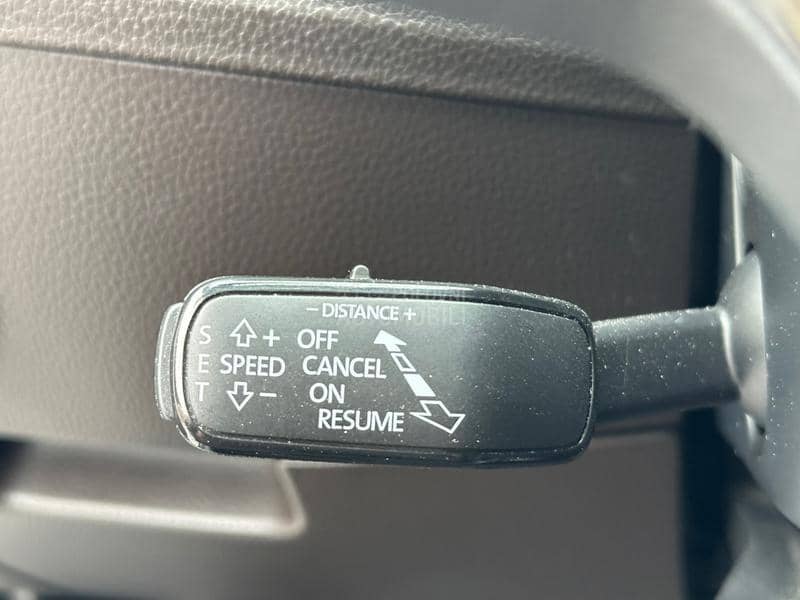 - DISTANCE +
S + OFF
E SPEED CANCEL
T - ON
RESUME